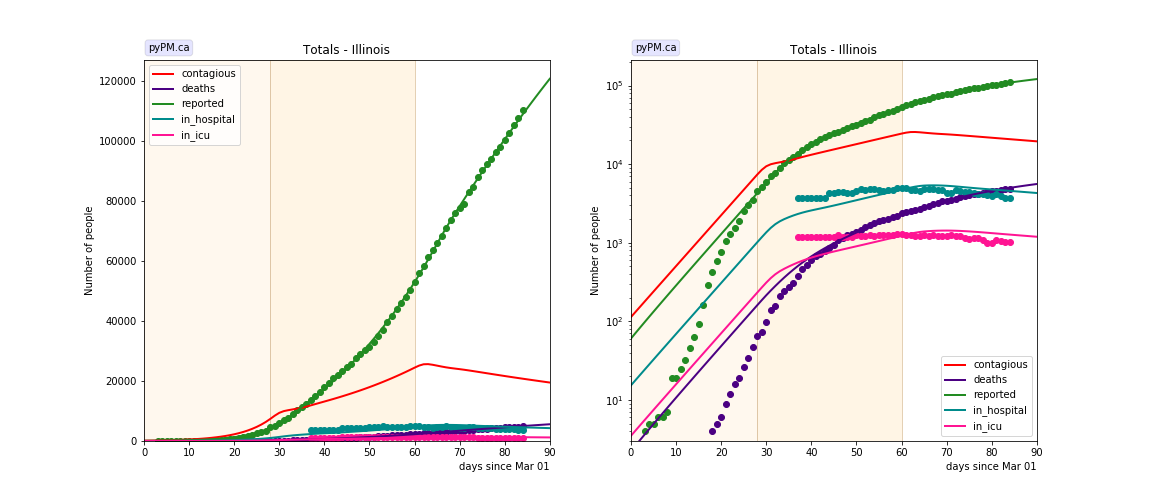 pyPM.ca
Totals - Illinois
Number of people
120000
100000
80000
60000
40000
20000
0
contagious
deaths
reported
in_hospital
in_icu
0 10 20 30 40 50 60 70 80 90
days since Mar 01
pyPM.ca
Totals - Illinois
Number of people
10^5
10^4
10^3
10^2
10^1
contagious
deaths
reported
in_hospital
in_icu
0 10 20 30 40 50 60 70 80 90
days since Mar 01